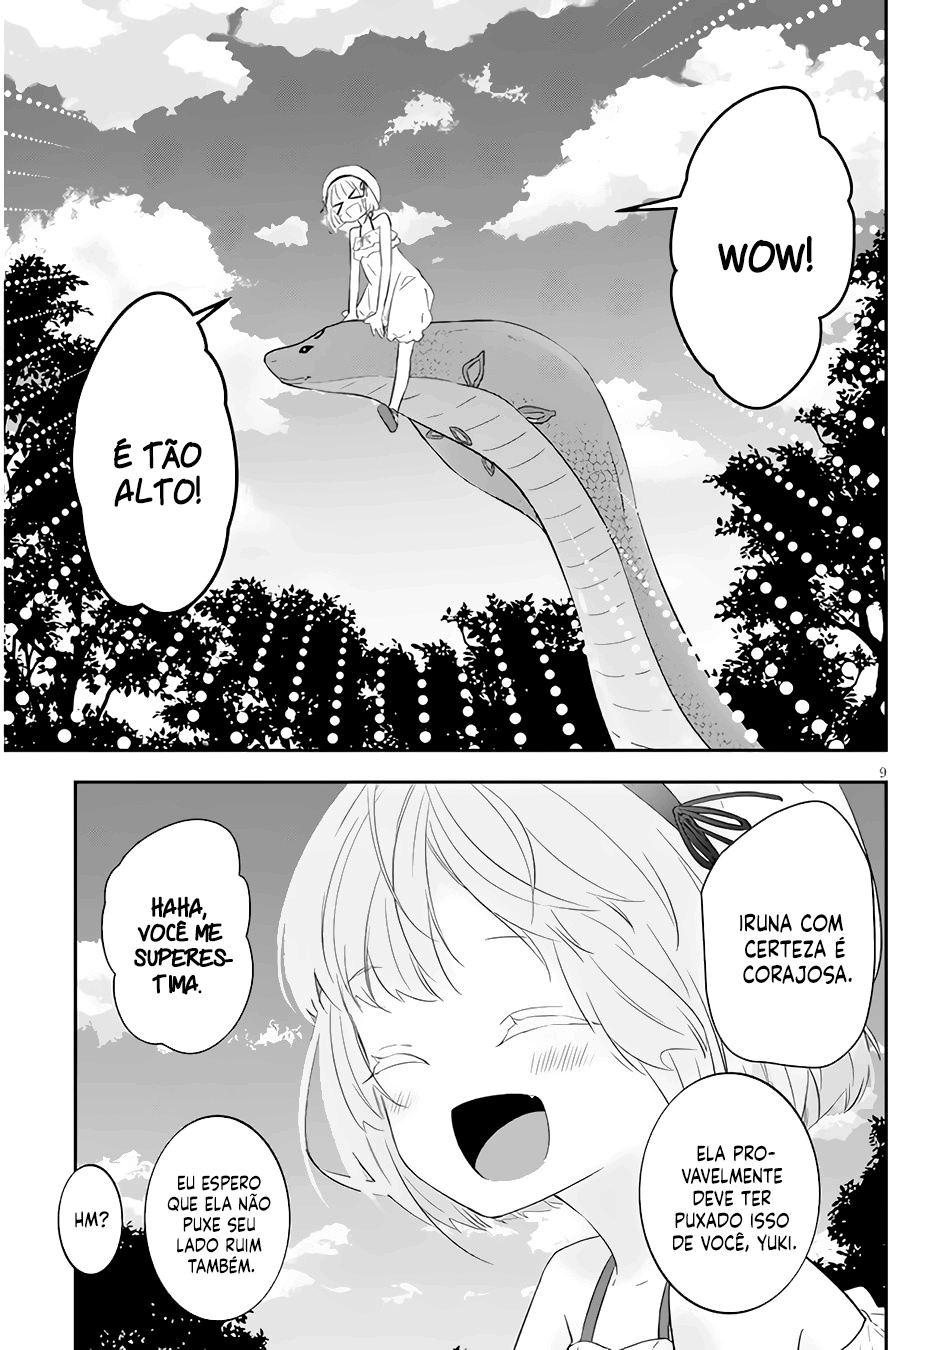 WOW!
É TÃO
ALTO!
9
IRUNA COM
CERTEZA É
CORAJOSA.
ELA PRO-
VAVELMENTE
DEVE TER
PUXADO ISSO
DE VOCÊ, YUKI.
HAHA,
VOCÊ ME
SUPERES-
TIMA.
EU ESPERO
QUE ELA NÃO
PUXE SEU
LADO RUIM
TAMBÉM.
HM?